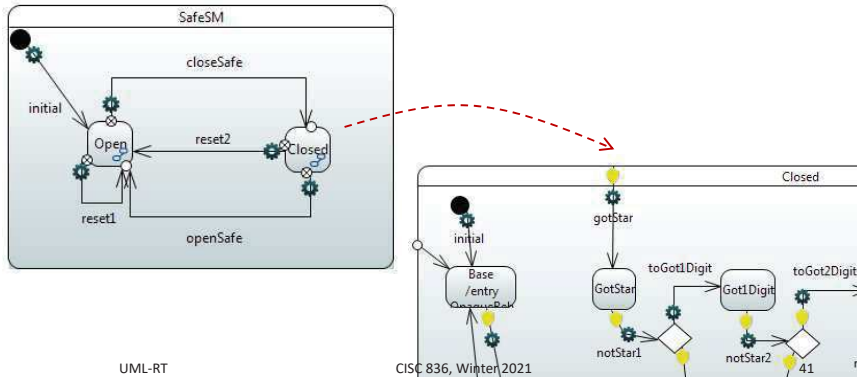 SafeSM
closeSafe
initial
Open
reset2
Closed
reset1
openSafe
Closed
gotStar
initial
toGot1Digit
toGot2Digit
Base
/entry
GotStar
Got1Digit
notStar1
notStar2
UML-RT
CISC 836, Winter 2021
41